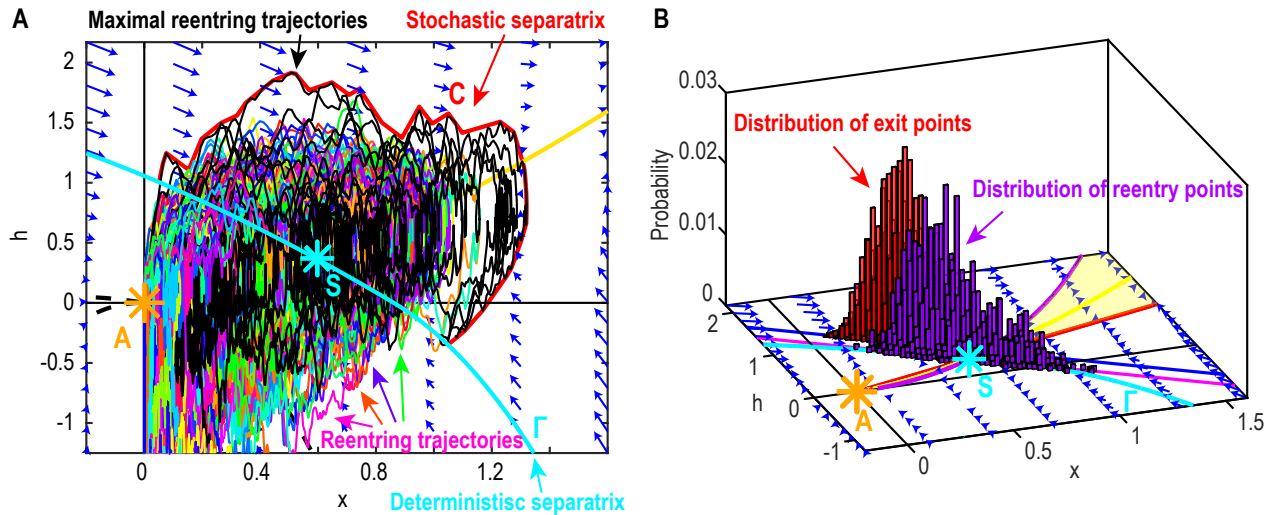 A
Maximal reentring trajectories
Stochastic separatrix
C
h
2
1.5
1
0.5
0
-0.5
-1
A
S
Γ
Reentring trajectories
0
0.4
0.6
0.8
1.2
x
Deterministisc separatrix
B
Probability
0.03
0.02
0.01
0
Distribution of exit points
Distribution of reentry points
2
1
0
-1
h
A
S
Γ
0
0.5
1
1.5
x